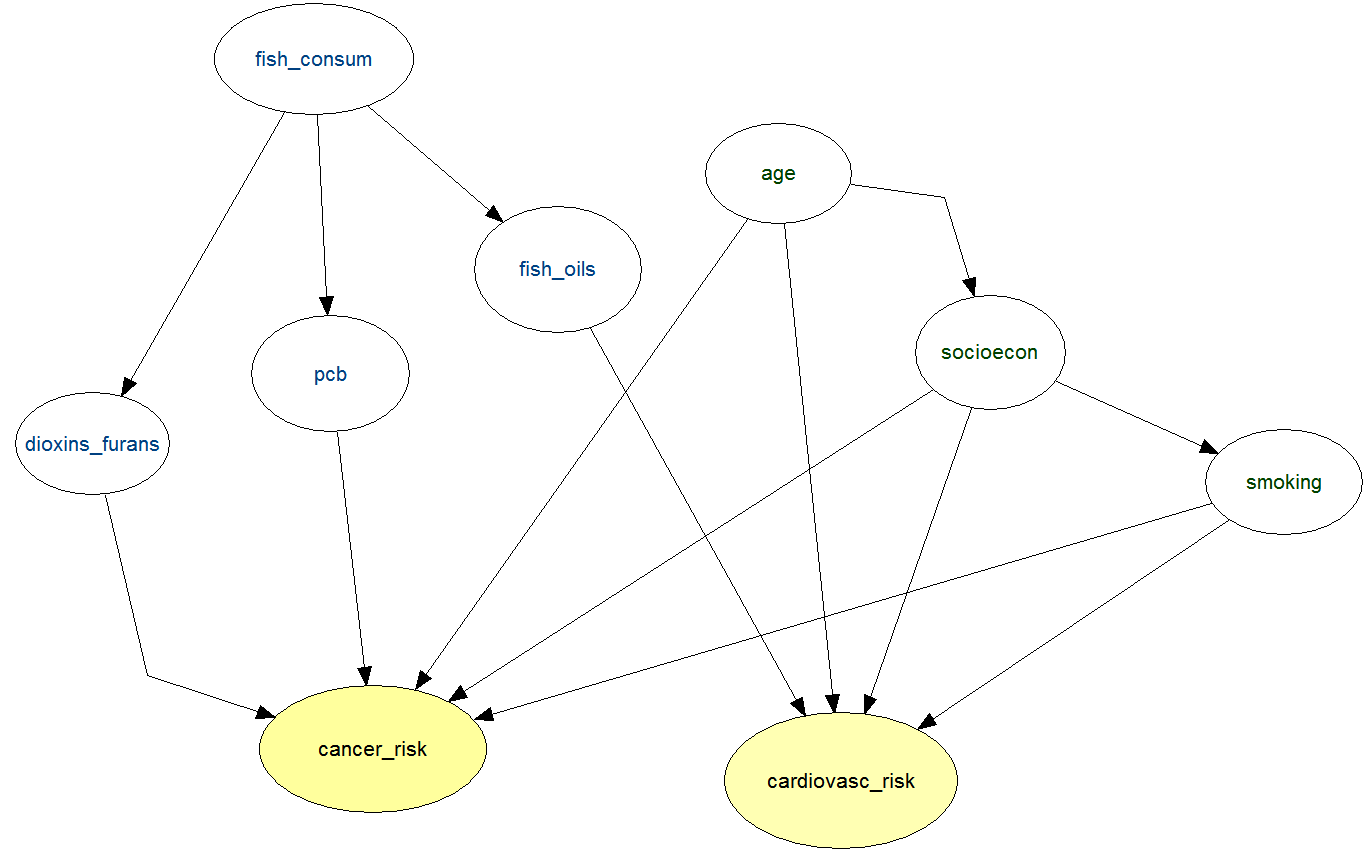 fish_consum
age
fish_oils
socioecon
pcb
dioxins_furans
smoking
cancer_risk
cardiovasc_risk